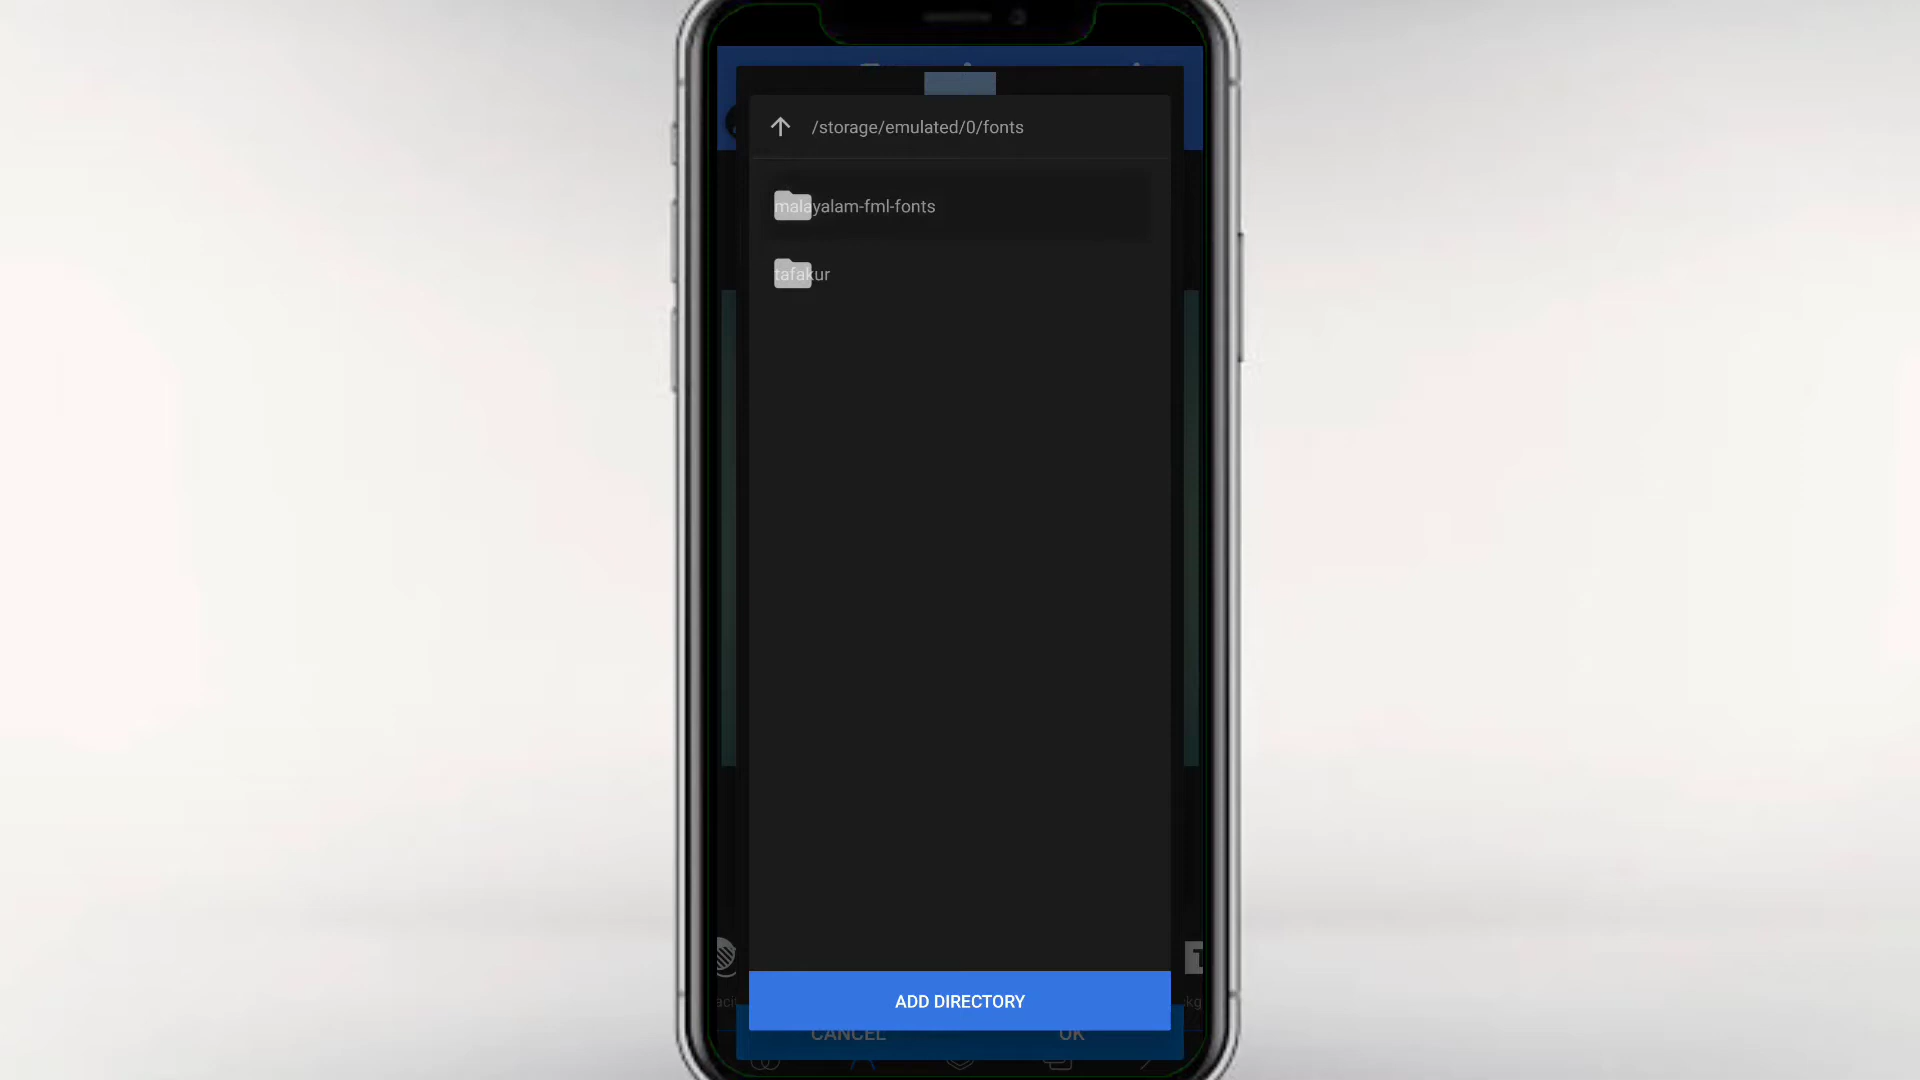 /storage/emulated/0/fonts
malayalam-fml-fonts
tafakur
ADD DIRECTORY
CANCEL
OK